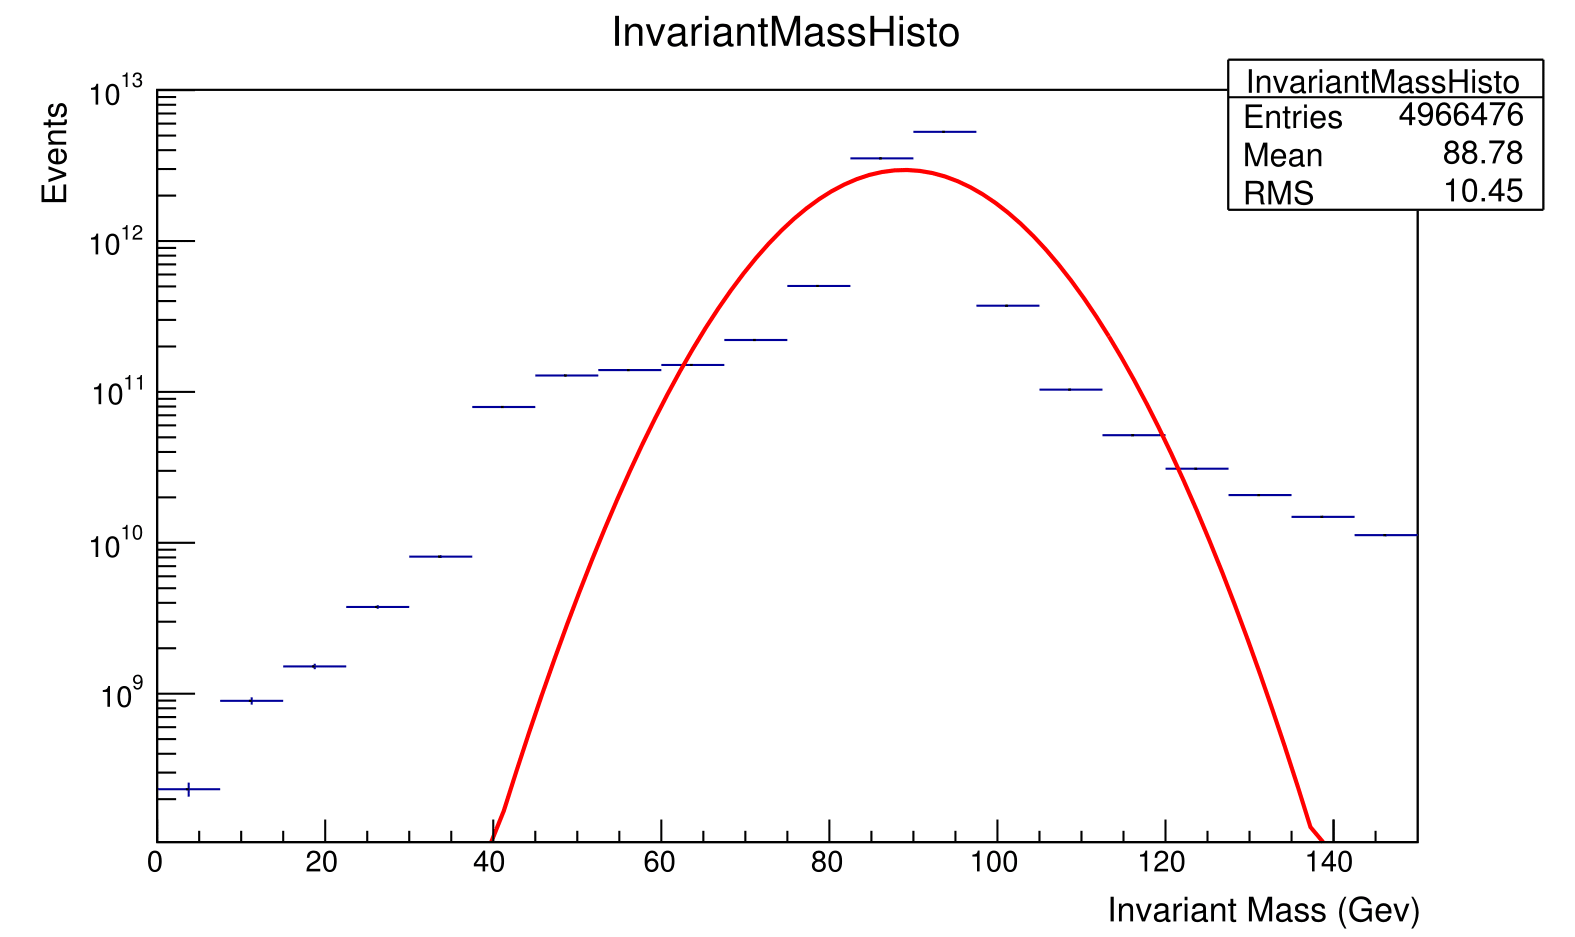 InvariantMassHisto
InvariantMassHisto
Entries 4966476
Mean 88.78
RMS 10.45
Events
10^13
10^12
10^11
10^10
10^9
0 20 40 60 80 100 120 140
Invariant Mass (Gev)